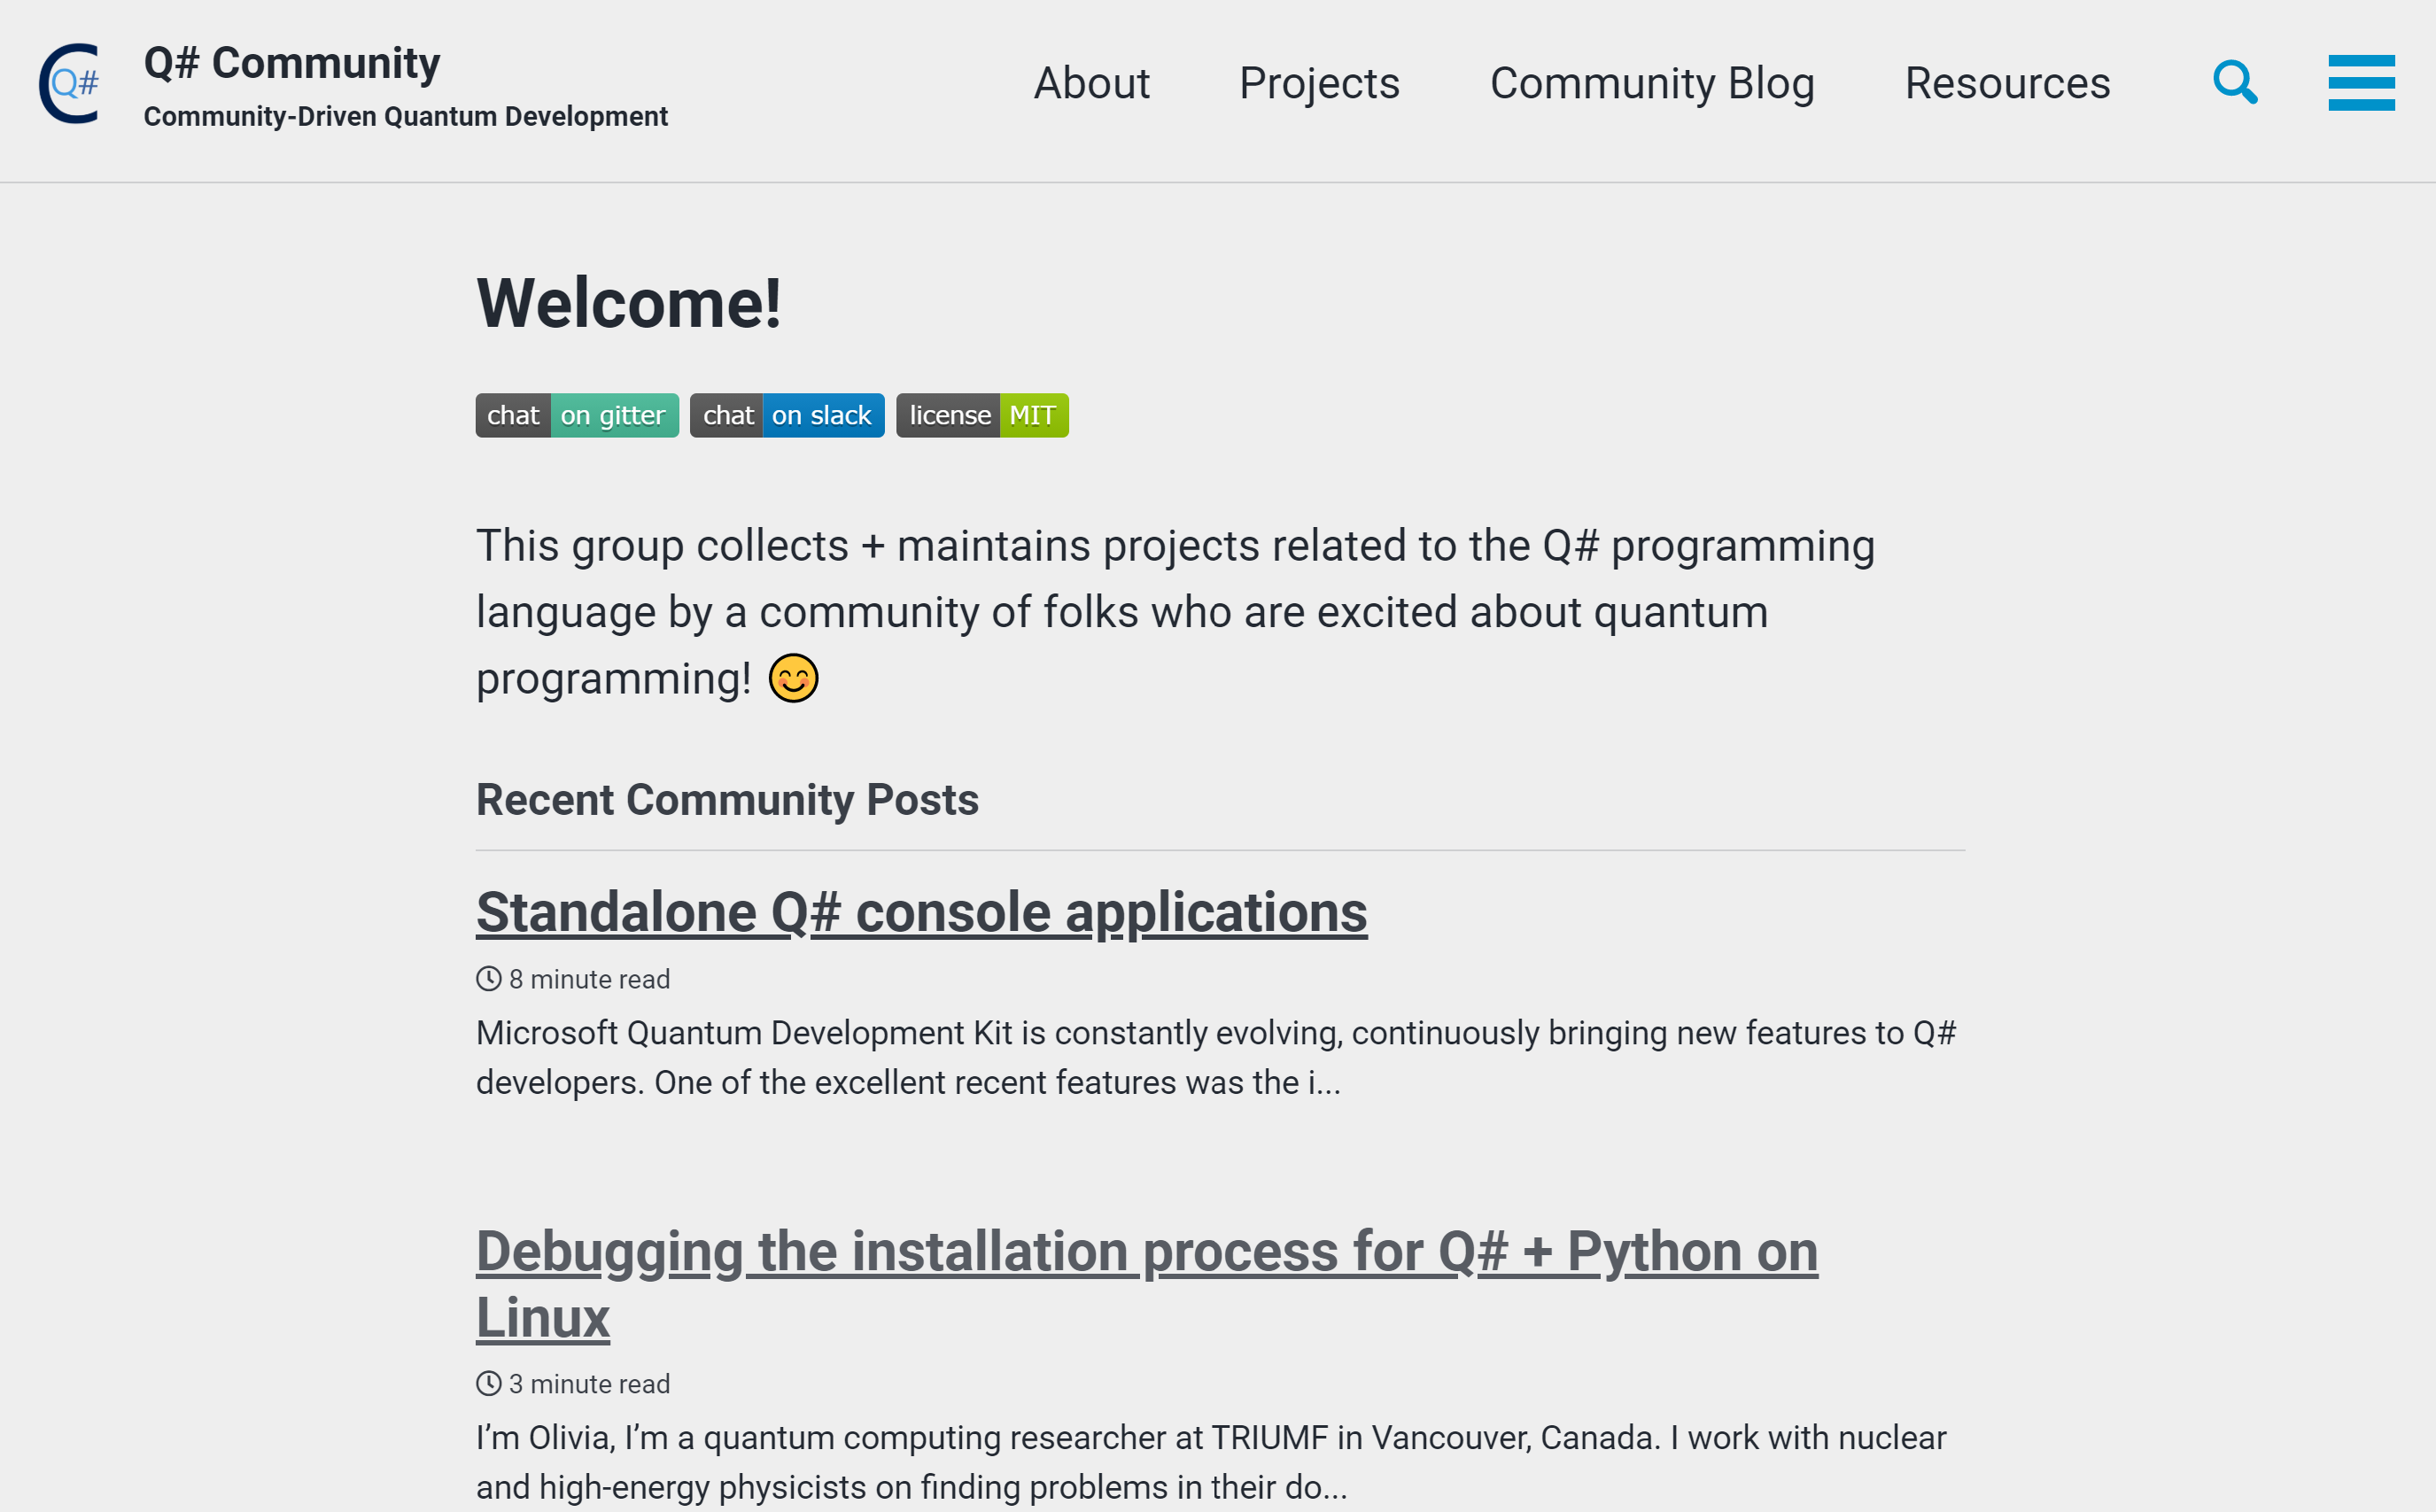 Q#
Q# Community
Community-Driven Quantum Development
About Projects Community Blog Resources
Welcome!
chat on gitter chat on slack license MIT
This group collects + maintains projects related to the Q# programming
language by a community of folks who are excited about quantum
programming! 😊
Recent Community Posts
Standalone Q# console applications
8 minute read
Microsoft Quantum Development Kit is constantly evolving, continuously bringing new features to Q#
developers. One of the excellent recent features was the i...
Debugging the installation process for Q# + Python on
Linux
3 minute read
I’m Olivia, I’m a quantum computing researcher at TRIUMF in Vancouver, Canada. I work with nuclear
and high-energy physicists on finding problems in their do...